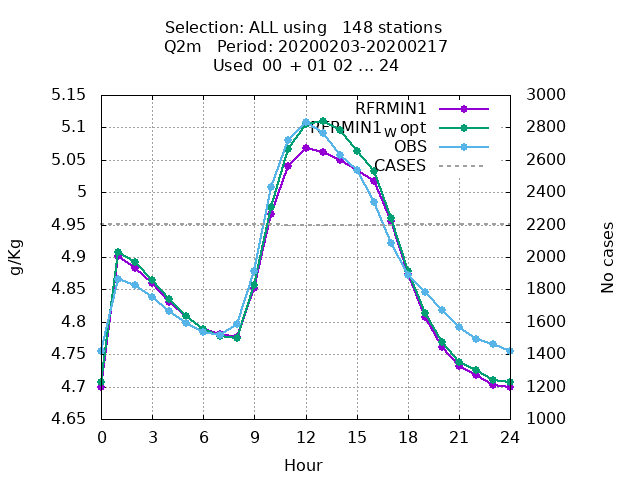 Selection: ALL using 148 stations
Q2m Period: 20200203-20200217
Used 00 + 01 02 ... 24
5.15 3000
RFRMIN1
5.1 RFRMIN1w opt 2800
OBS
5.05 CASES 2600
5 2400
4.95 2200
4.9 2000
4.85 1800
4.8 1600
4.75 1400
4.7 1200
4.65 1000
g/Kg
No cases
0 3 6 9 12 15 18 21 24
Hour